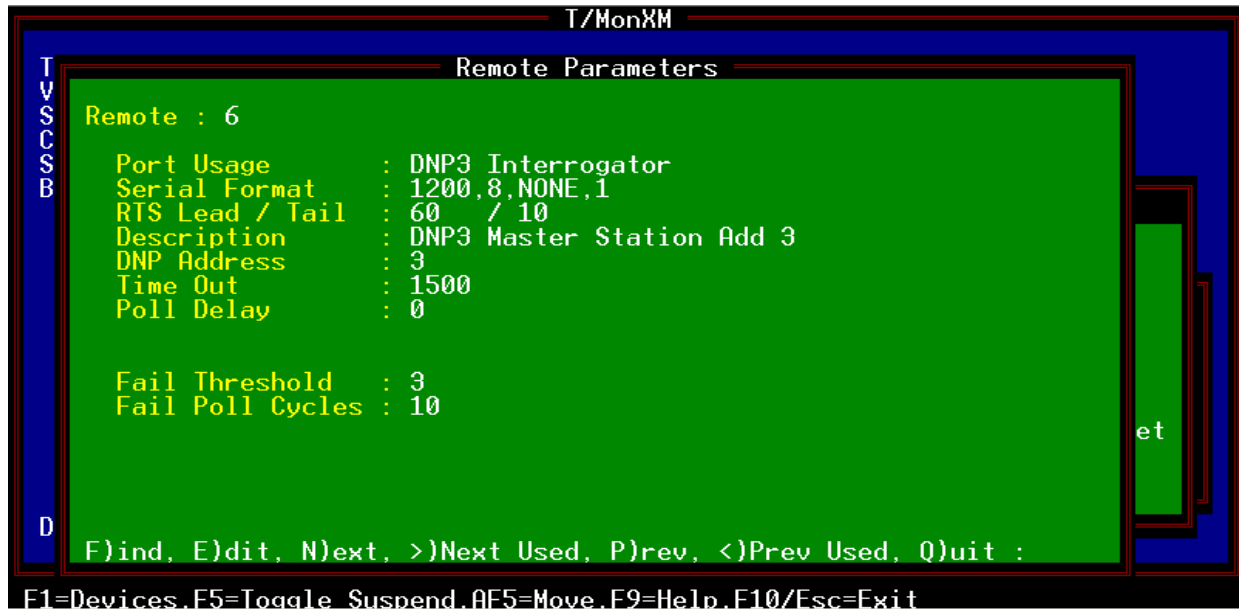 T/MonXM
Remote Parameters
T
V
S
C
S
B
D
Remote : 6
Port Usage : DNP3 Interrogator
Serial Format : 1200,8,NONE,1
RTS Lead / Tail : 60 / 10
Description : DNP3 Master Station Add 3
DNP Address : 3
Time Out : 1500
Poll Delay : 0
Fail Threshold : 3
Fail Poll Cycles : 10
et
F)ind, E)dit, N)ext, >)Next Used, P)rev, <)Prev Used, Q)uit :
F1=Devices,F5=Toggle Suspend,AF5=Move,F9=Help,F10/Esc=Exit